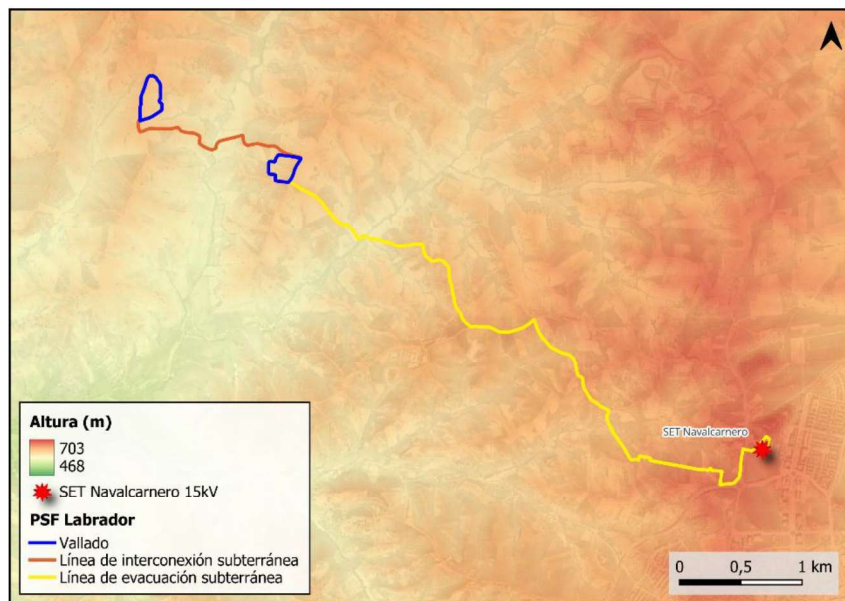 SET Navalcarnero
Altura (m)
703
468
SET Navalcarnero 15kV
PSF Labrador
Vallado
Línea de interconexión subterránea
Línea de evacuación subterránea
0 0,5 1 km